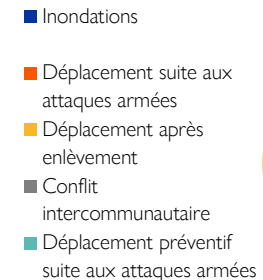 Inondations
Déplacement suite aux
attaques armées
Déplacement après
enlèvement
Conflit
intercommunautaire
Déplacement préventif
suite aux attaques armées